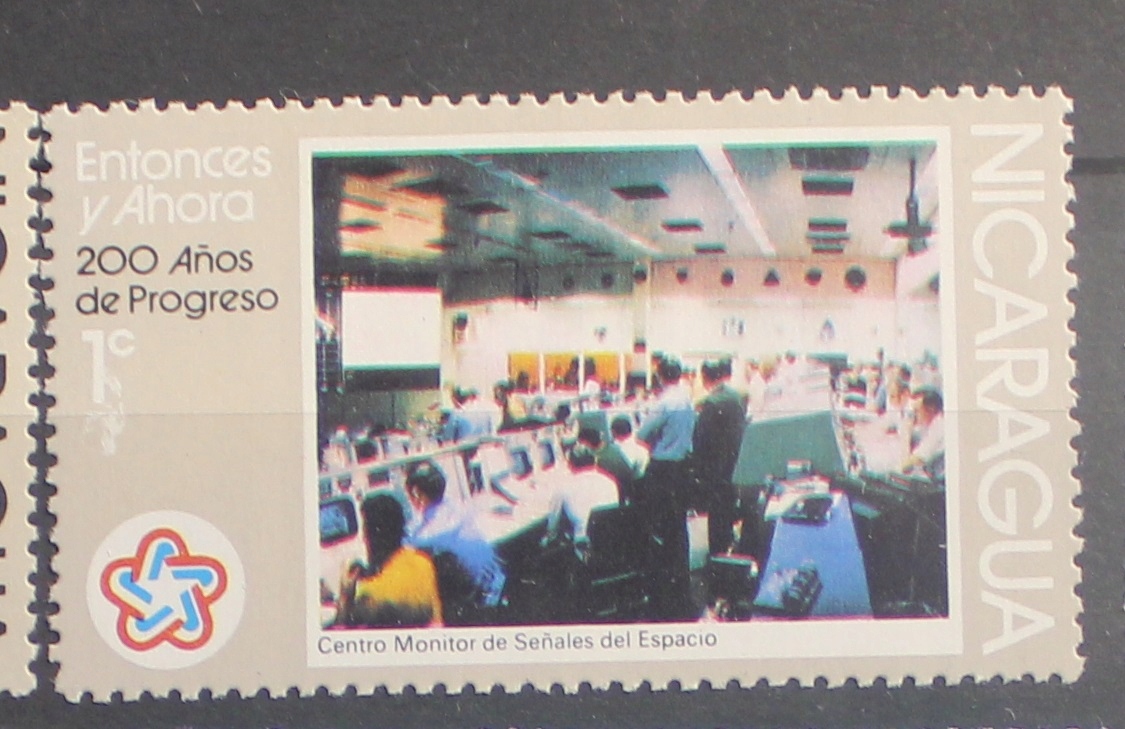 Entonces
y Ahora
200 Años
de Progreso
1c
Centro Monitor de Señales del Espacio
NICARAGUA